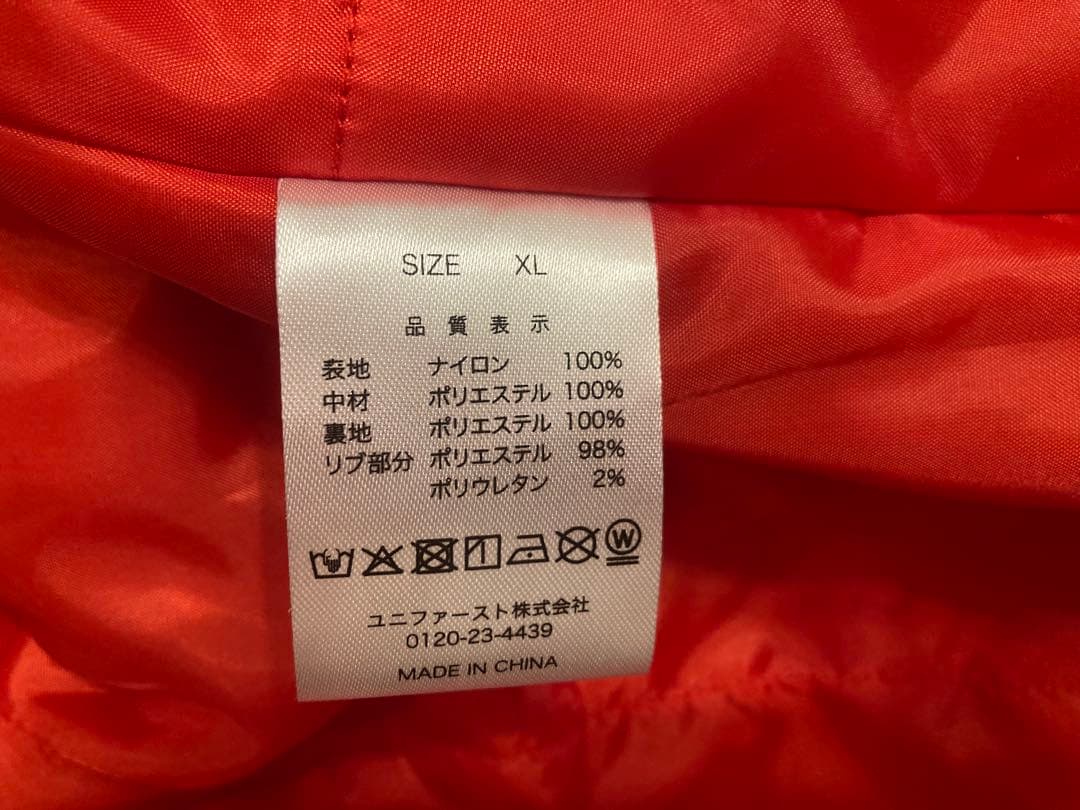 SIZE XL
品質表示
表地 ナイロン 100%
中材 ポリエステル 100%
裏地 ポリエステル 100%
リブ部分 ポリエステル 98%
ポリウレタン 2%
W
ユニファースト株式会社
0120-23-4439
MADE IN CHINA